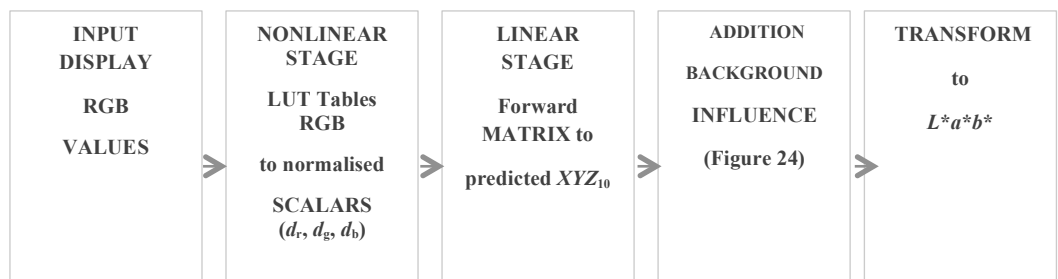 INPUT
DISPLAY
RGB
VALUES
NONLINEAR
STAGE
LUT Tables
RGB
to normalised
SCALARS
(dr, dg, db)
LINEAR
STAGE
Forward
MATRIX to
predicted XYZ10
ADDITION
BACKGROUND
INFLUENCE
(Figure 24)
TRANSFORM
to
L*a*b*